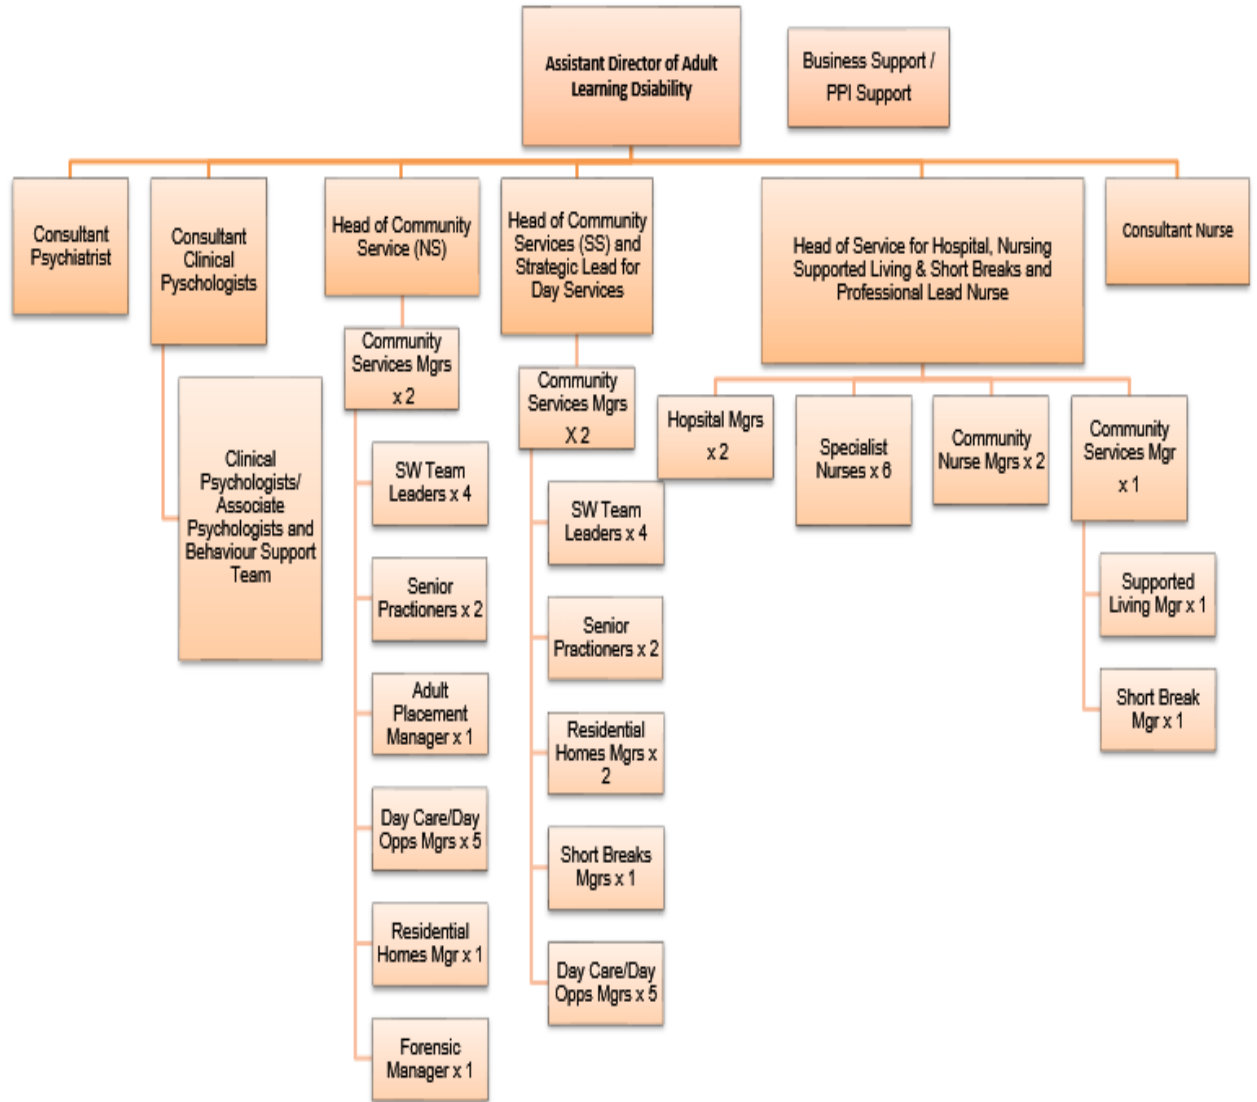 Assistant Director of Adult
Learning Dsiability
Business Support /
PPI Support
Consultant
Psychiatrist
Consultant
Clinical
Pyschologists
Head of Community
Service (NS)
Head of Community
Services (SS) and
Strategic Lead for
Day Services
Head of Service for Hospital, Nursing
Supported Living & Short Breaks and
Professional Lead Nurse
Consultant Nurse
Clinical
Psychologists/
Associate
Psychologists and
Behaviour Support
Team
Community
Services Mgrs
x 2
SW Team
Leaders x 4
Senior
Practioners x 2
Adult
Placement
Manager x 1
Day Care/Day
Opps Mgrs x 5
Residential
Homes Mgr x 1
Forensic
Manager x 1
Community
Services Mgrs
X 2
SW Team
Leaders x 4
Senior
Practioners x 2
Residential
Homes Mgrs x
2
Short Breaks
Mgrs x 1
Day Care/Day
Opps Mgrs x 5
Hopsital Mgrs
x 2
Specialist
Nurses x 6
Community
Nurse Mgrs x 2
Community
Services Mgr
x 1
Supported
Living Mgr x 1
Short Break
Mgr x 1